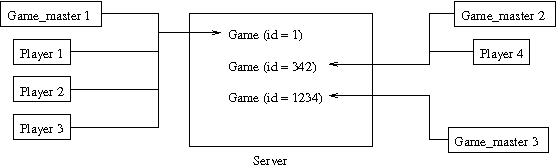 Game_master 1
Player 1
Player 2
Player 3
Game (id = 1)
Game (id = 342)
Game (id = 1234)
Server
Game_master 2
Player 4
Game_master 3